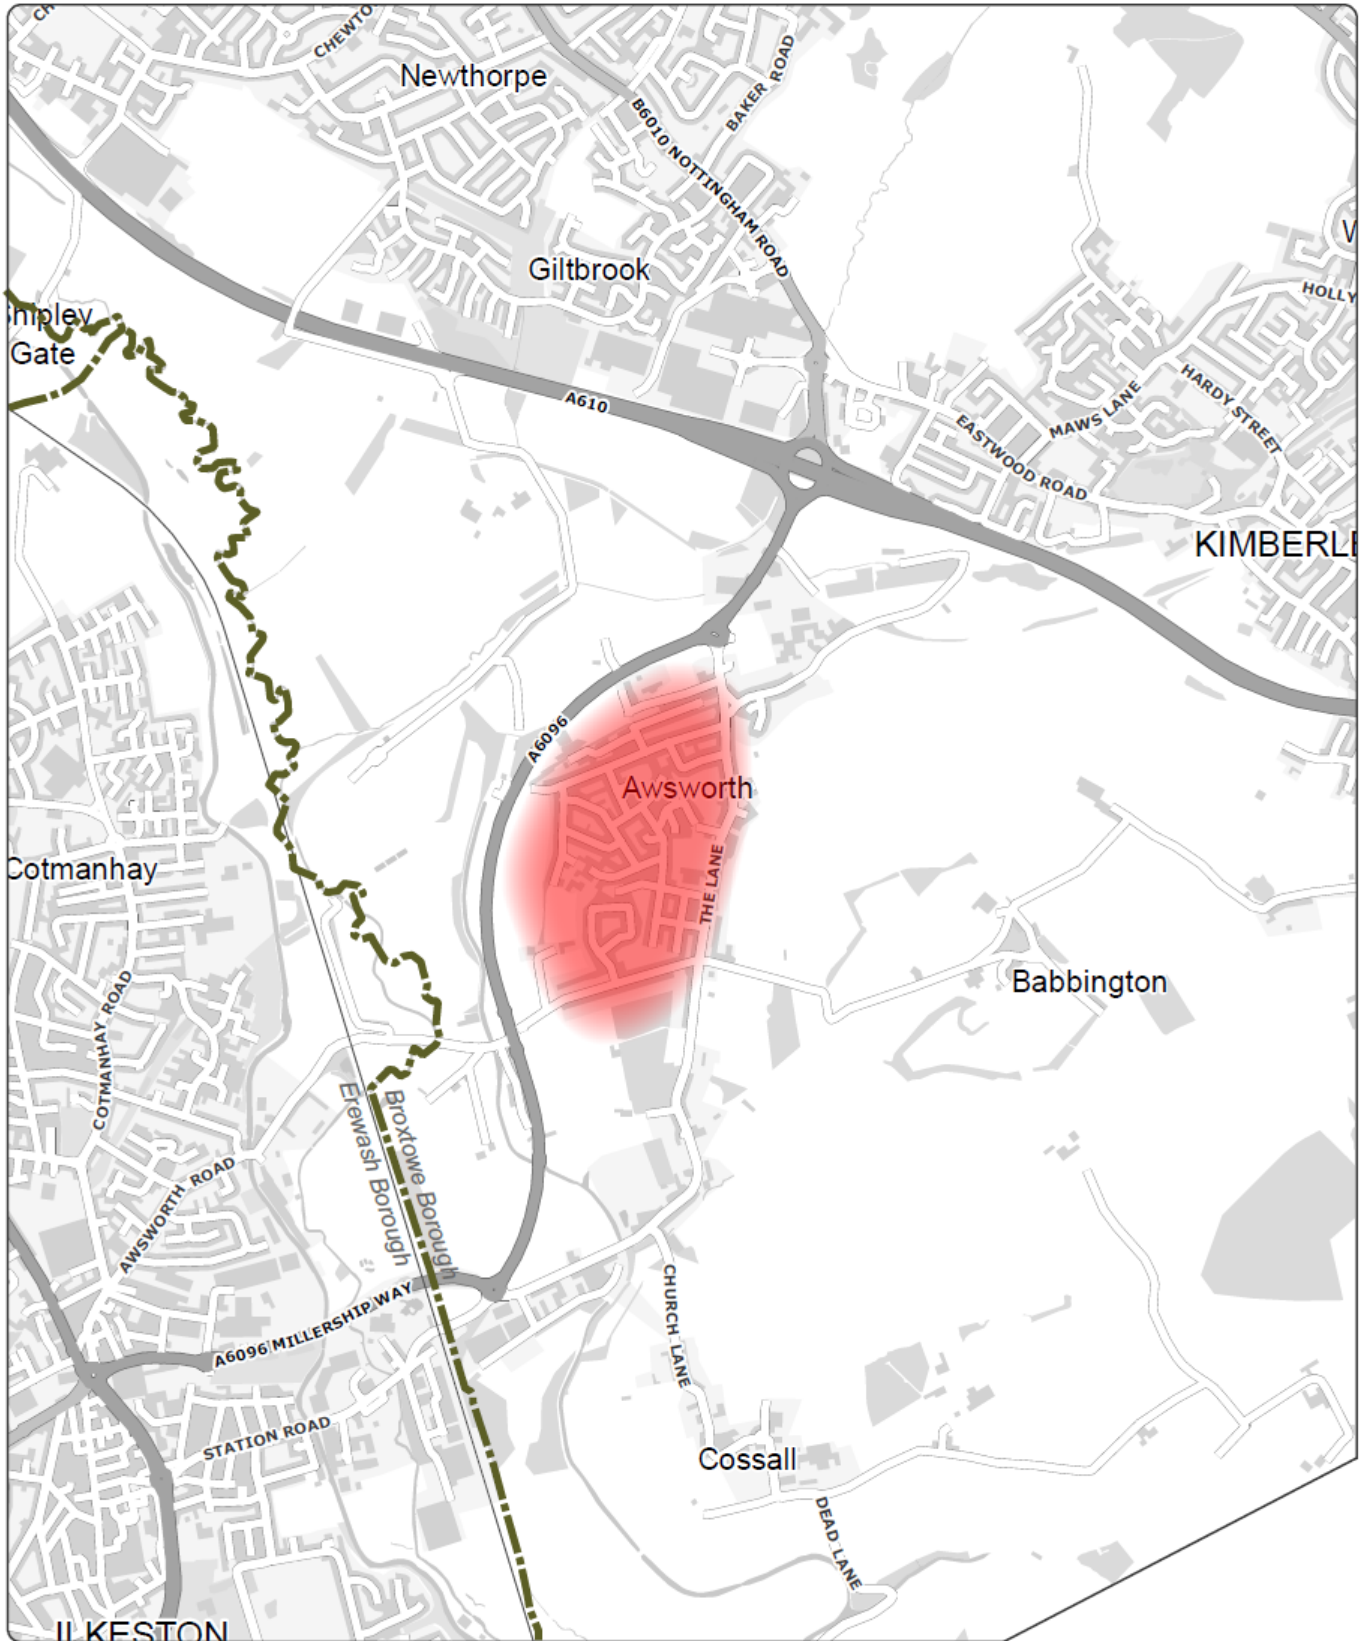 CHEWTO
Newthorpe
BAKER ROAD
B6010 NOTTINGHAM ROAD
Giltbrook
HOLLY
Shipley
Gate
A610
MAWS LANE
HARDY STREET
EASTWOOD ROAD
KIMBERLE
A6096
Awsworth
THE LANE
Cotmanhay
Babbington
COTMANHAY ROAD
Erewash Borough
Broxtowe Borough
AWSWORTH ROAD
A6096 MILLERSHIP WAY
CHURCH LANE
STATION ROAD
Cossall
DEAD LANE
ILKESTON